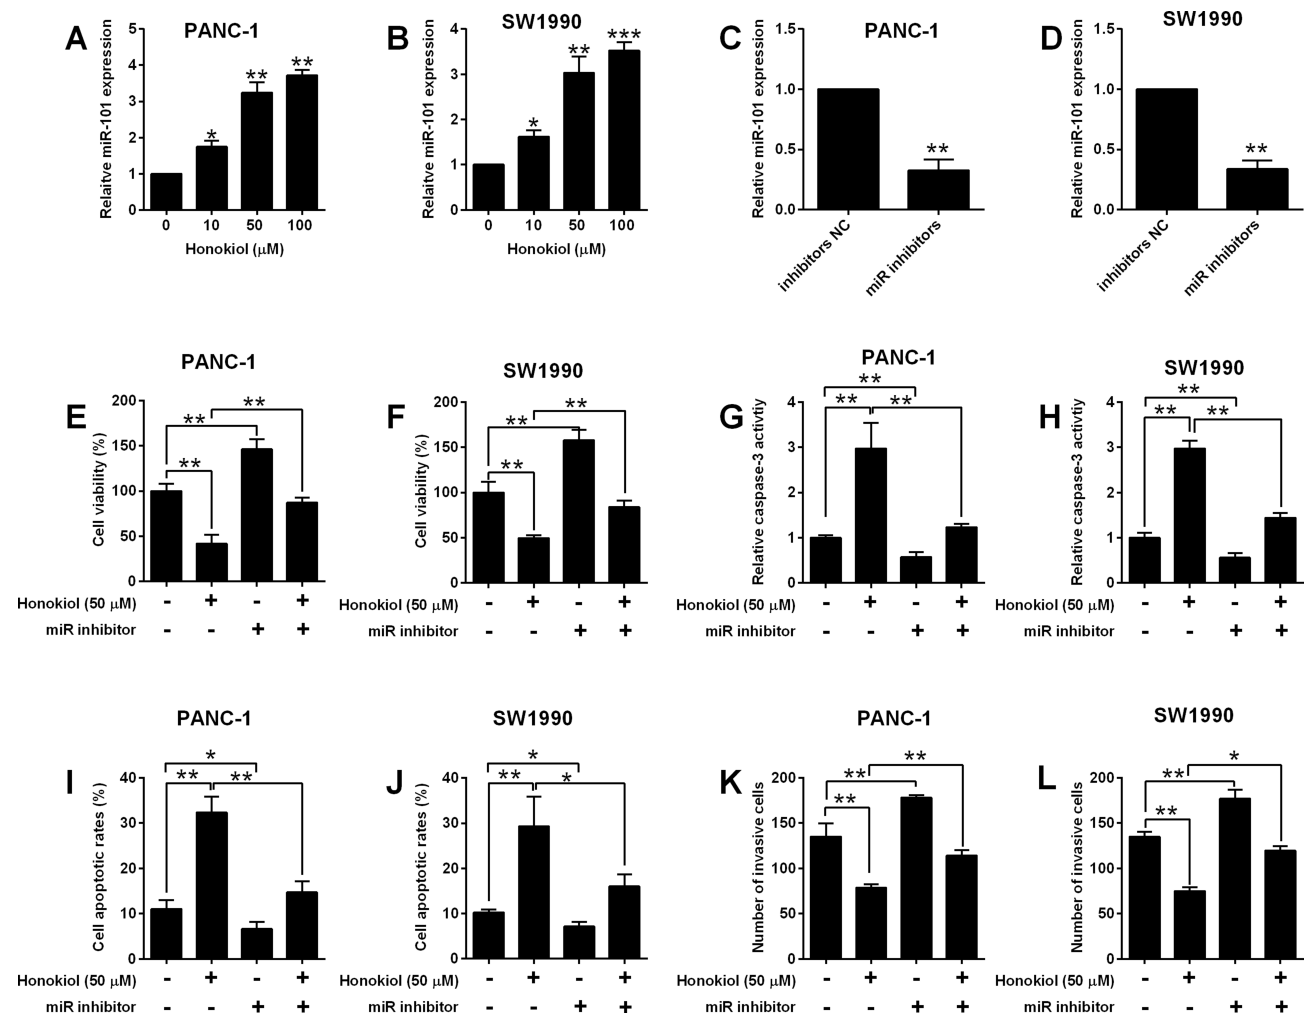 A
PANC-1
Relaitve miR-101 expression
5
4
3
2
1
0
*
**
**
0
10
50
100
Honokiol (μM)
B
SW1990
Relaitve miR-101 expression
4
3
2
1
0
*
**
***
0
10
50
100
Honokiol (μM)
C
PANC-1
Relative miR-101 expression
1.5
1.0
0.5
0.0
**
inhibitors NC
miR inhibitors
D
SW1990
Relative miR-101 expression
1.5
1.0
0.5
0.0
**
inhibitors NC
miR inhibitors
E
PANC-1
Cell viability (%)
200
150
100
50
0
**
**
**
Honokiol (50 μM) - + - +
miR inhibitor - - + +
F
SW1990
Cell viability (%)
200
150
100
50
0
**
**
**
Honokiol (50 μM) - + - +
miR inhibitor - - + +
G
PANC-1
Relative caspase-3 activtiy
4
3
2
1
0
**
**
**
Honokiol (50 μM) - + - +
miR inhibitor - - + +
H
SW1990
Relative caspase-3 activtiy
4
3
2
1
0
**
**
**
Honokiol (50 μM) - + - +
miR inhibitor - - + +
I
PANC-1
Cell apoptotic rates (%)
40
30
20
10
0
*
**
**
Honokiol (50 μM) - + - +
miR inhibitor - - + +
J
SW1990
Cell apoptotic rates (%)
40
30
20
10
0
*
**
*
Honokiol (50 μM) - + - +
miR inhibitor - - + +
K
PANC-1
Number of invasive cells
200
150
100
50
0
**
**
**
Honokiol (50 μM) - + - +
miR inhibitor - - + +
L
SW1990
Number of invasive cells
200
150
100
50
0
*
**
**
Honokiol (50 μM) - + - +
miR inhibitor - - + +